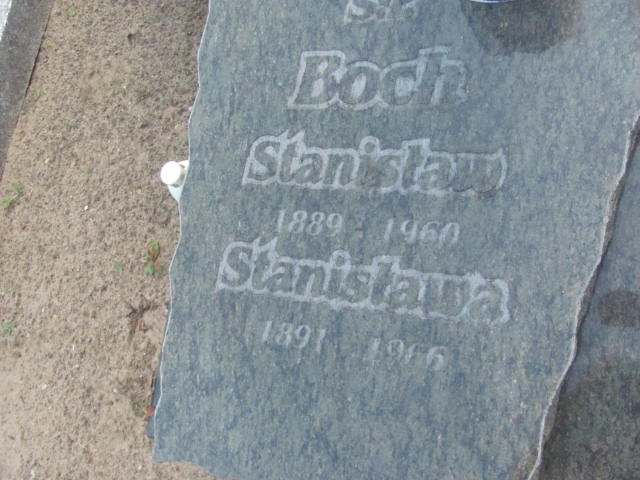 Ś.P.
Boch
Stanisław
1889 - 1960
Stanisława
1891 - 1966